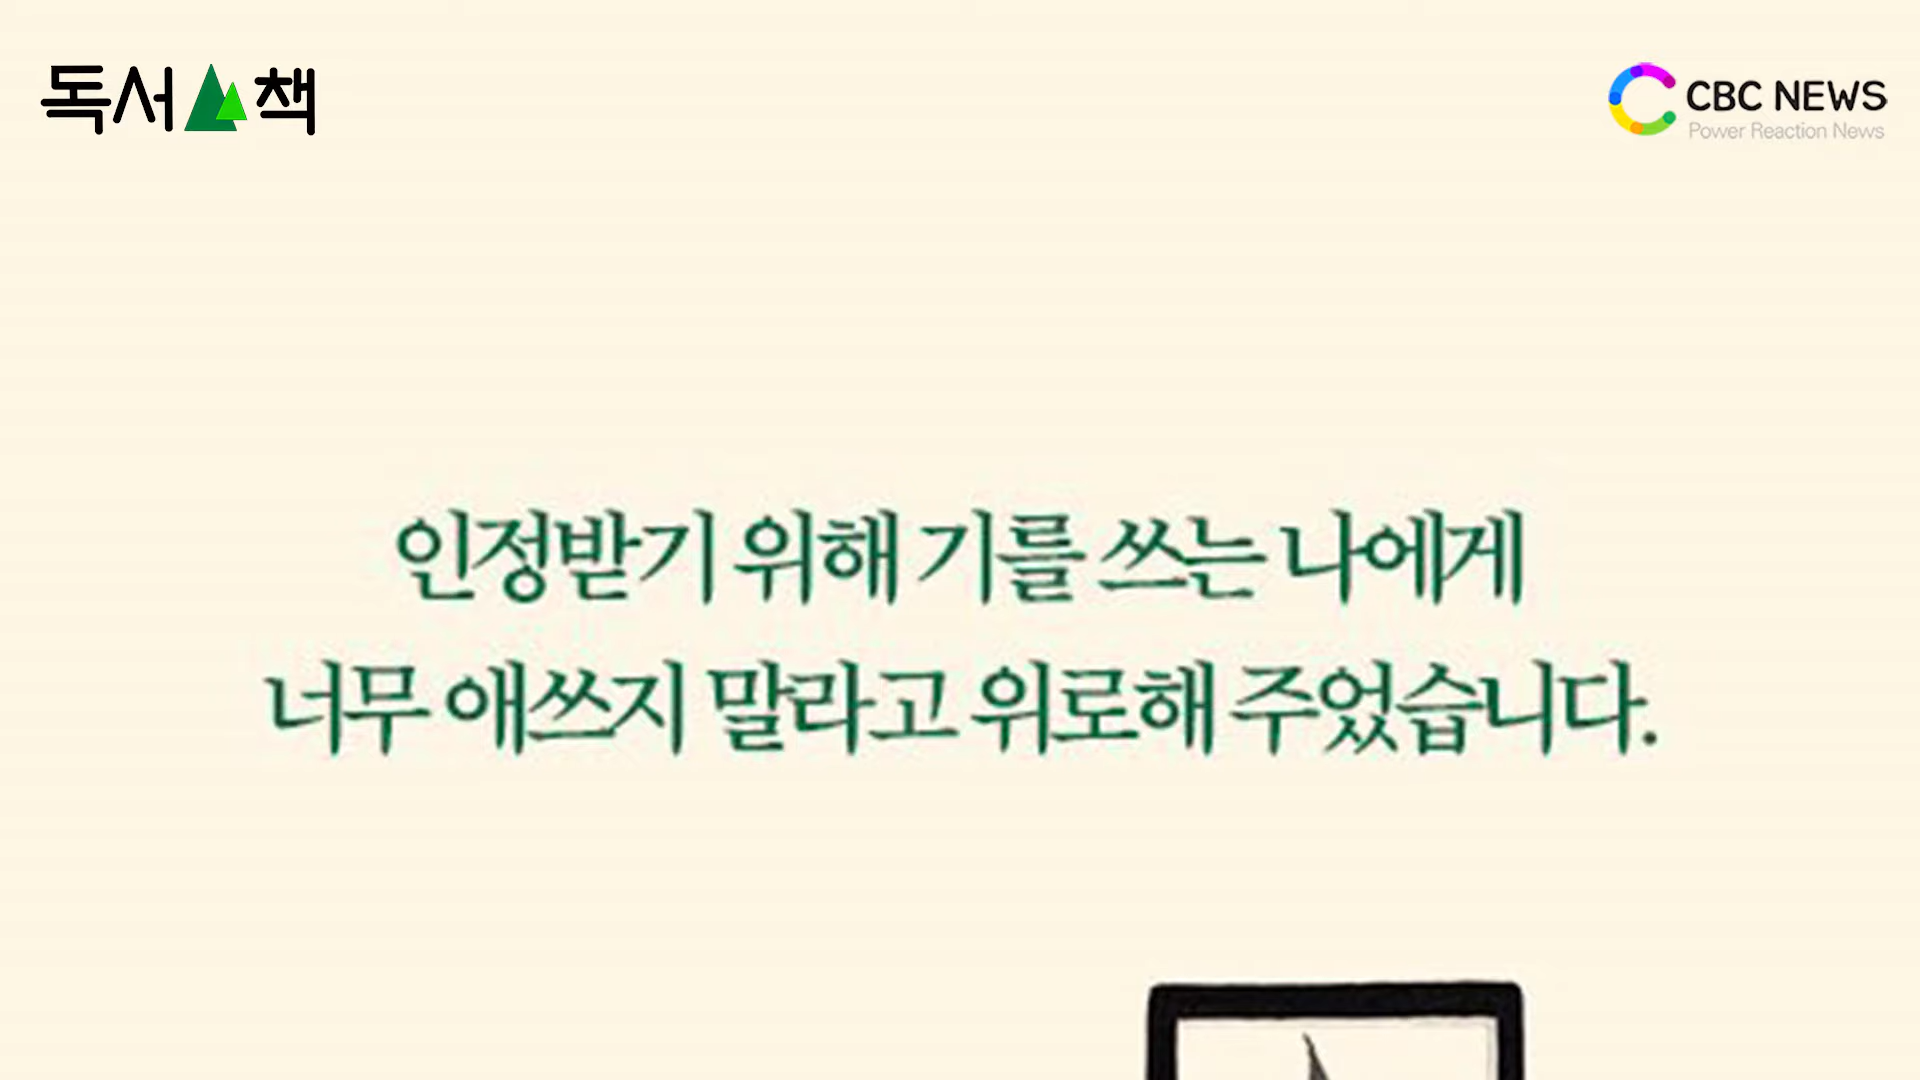 독서 책
CBC NEWS
Power Reaction News
인정받기 위해 기를 쓰는 나에게
너무 애쓰지 말라고 위로해 주었습니다.